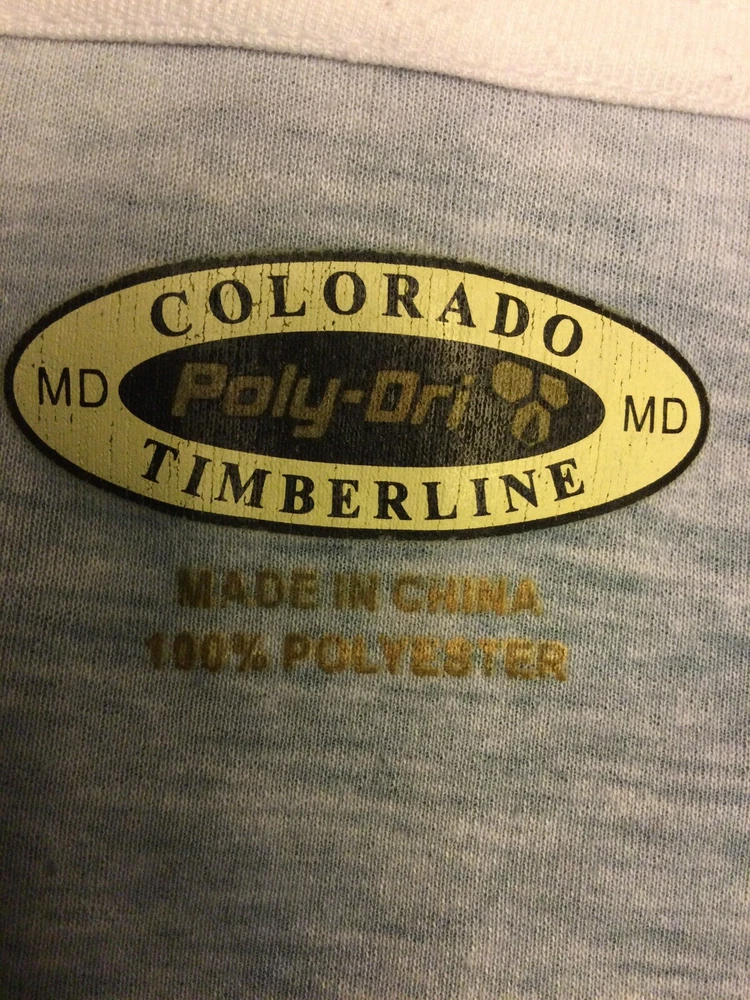 COLORADO
MD Poly-Dri MD
TIMBERLINE
MADE IN CHINA
100% POLYESTER